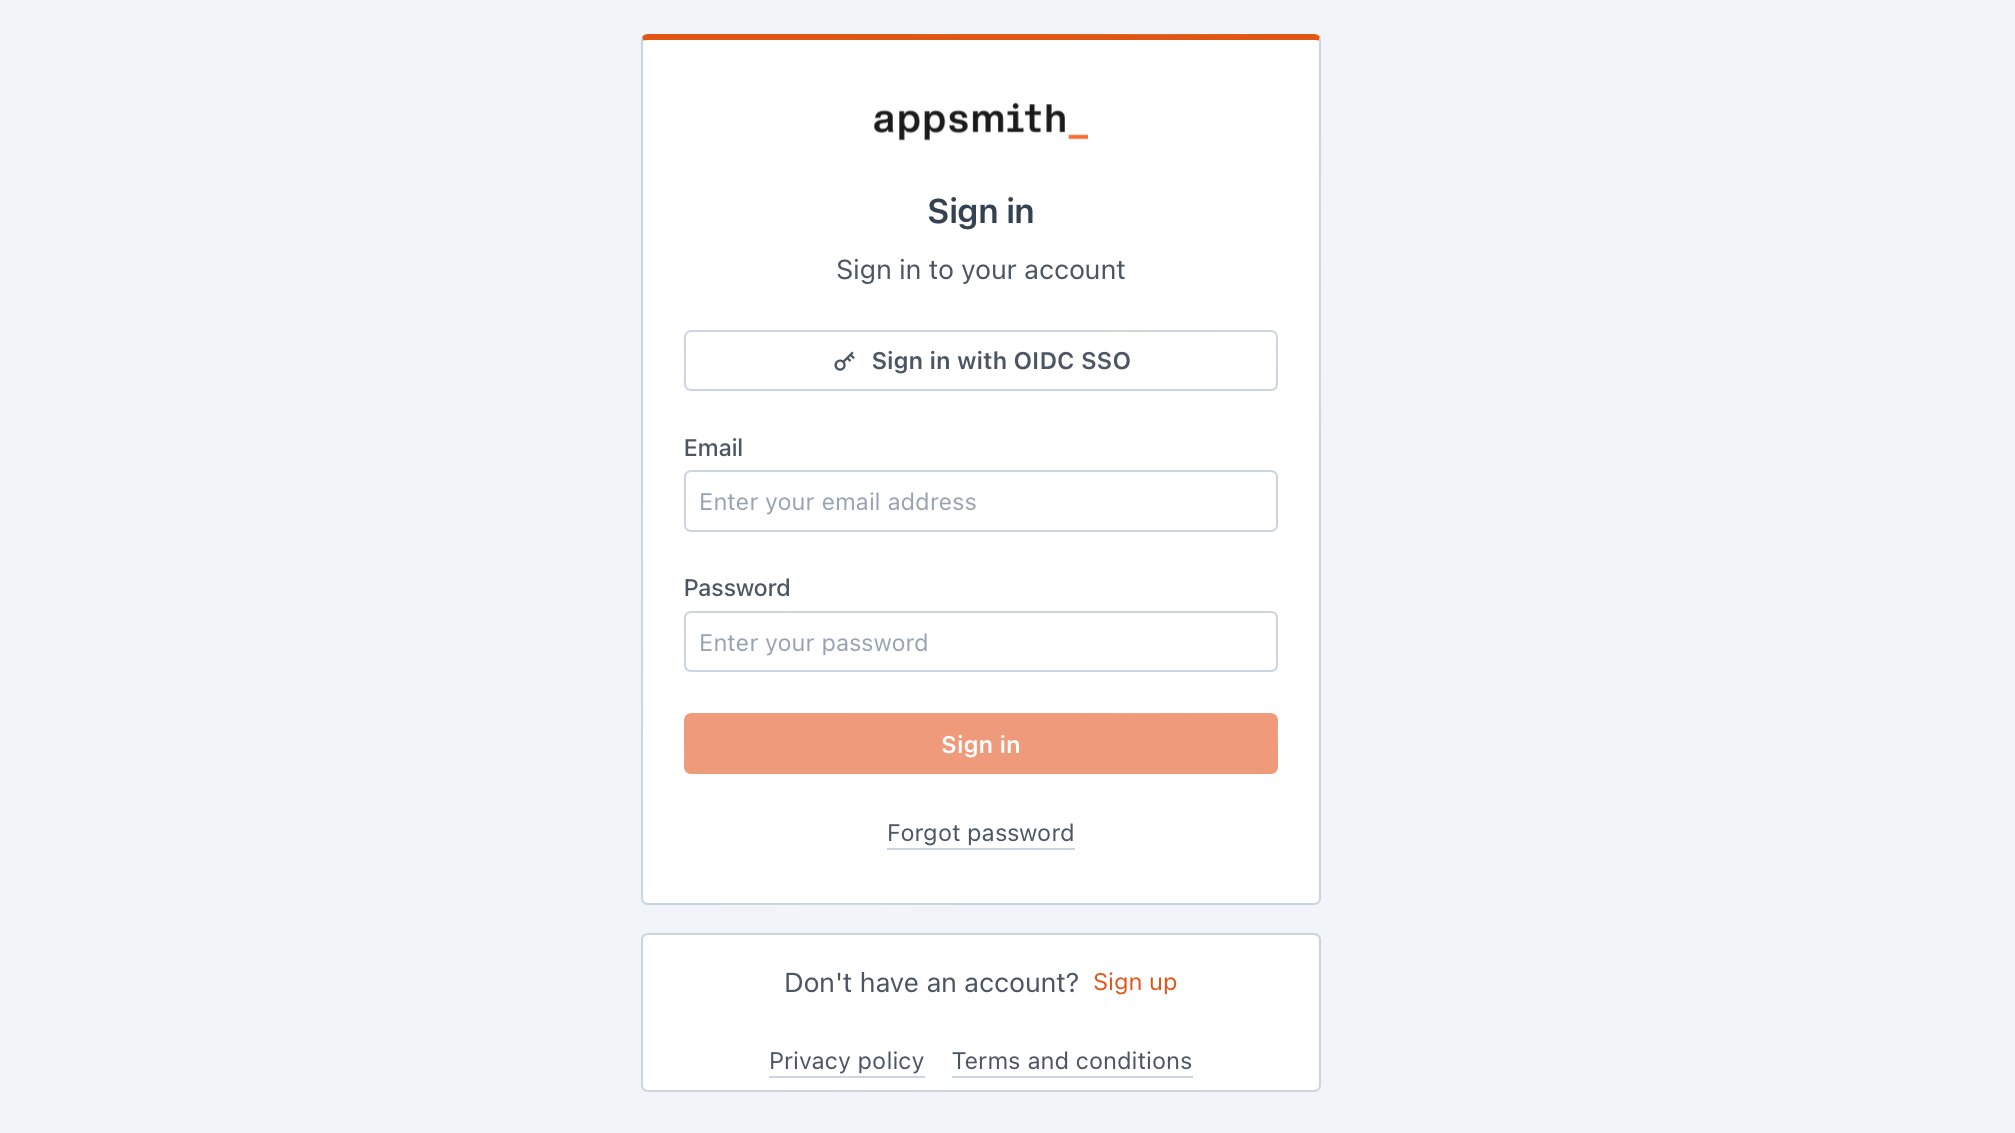 appsmith_
Sign in
Sign in to your account
Sign in with OIDC SSO
Email
Enter your email address
Password
Enter your password
Sign in
Forgot password
Don't have an account? Sign up
Privacy policy Terms and conditions